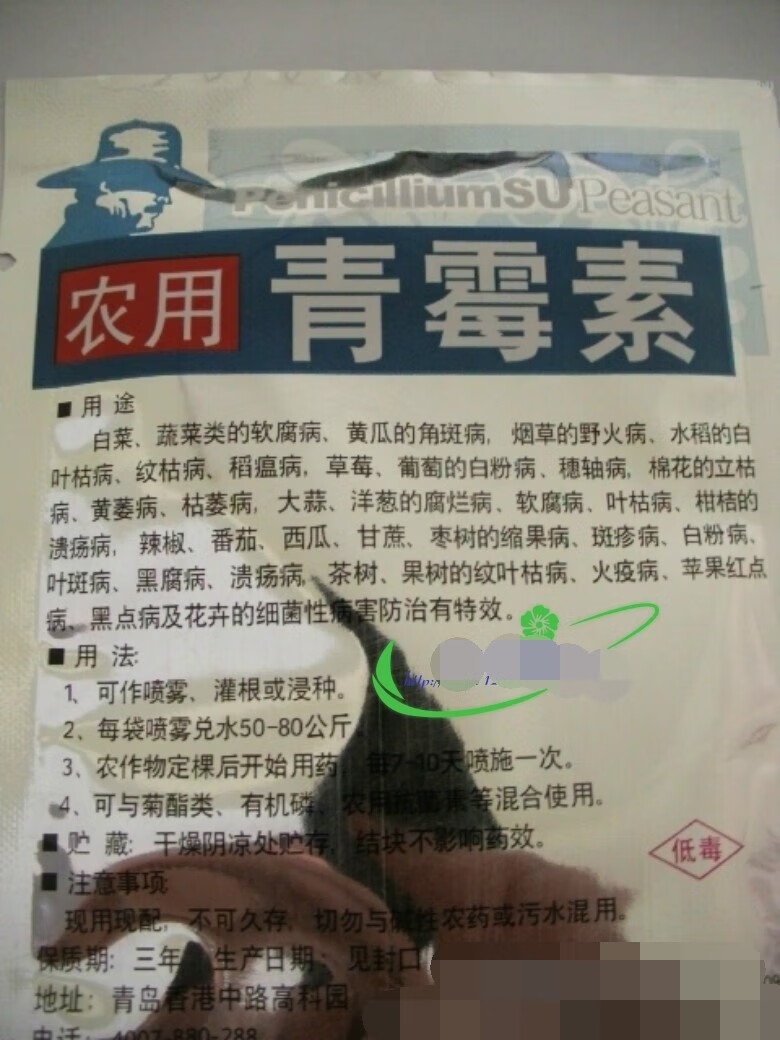 PenicilliumSU Peasant
农用 青霉素
■ 用 途
白菜、蔬菜类的软腐病、黄瓜的角斑病, 烟草的野火病、水稻的白
叶枯病、纹枯病、稻瘟病, 草莓、葡萄的白粉病、穗轴病, 棉花的立枯
病、黄萎病、枯萎病, 大蒜、洋葱的腐烂病、软腐病、叶枯病、柑桔的
溃疡病, 辣椒、番茄、西瓜、甘蔗、枣树的缩果病、斑疹病、白粉病、
叶斑病、黑腐病、溃疡病, 茶树、果树的纹叶枯病、火疫病、苹果红点
病、黑点病及花卉的细菌性病害防治有特效。
■ 用 法:
1、可作喷雾、灌根或浸种。
2、每袋喷雾兑水50-80公斤
3、农作物定棵后开始用药, 每7-10天喷施一次。
4、可与菊酯类、有机磷、农用硫酸素等混合使用。
■ 贮 藏: 干燥阴凉处贮存, 结块不影响药效。
低毒
■ 注意事项:
现用现配, 不可久存, 切勿与碱性农药或污水混用。
保质期: 三年 生产日期: 见封口
地址: 青岛香港中路高科园
电话: 4007-880-288